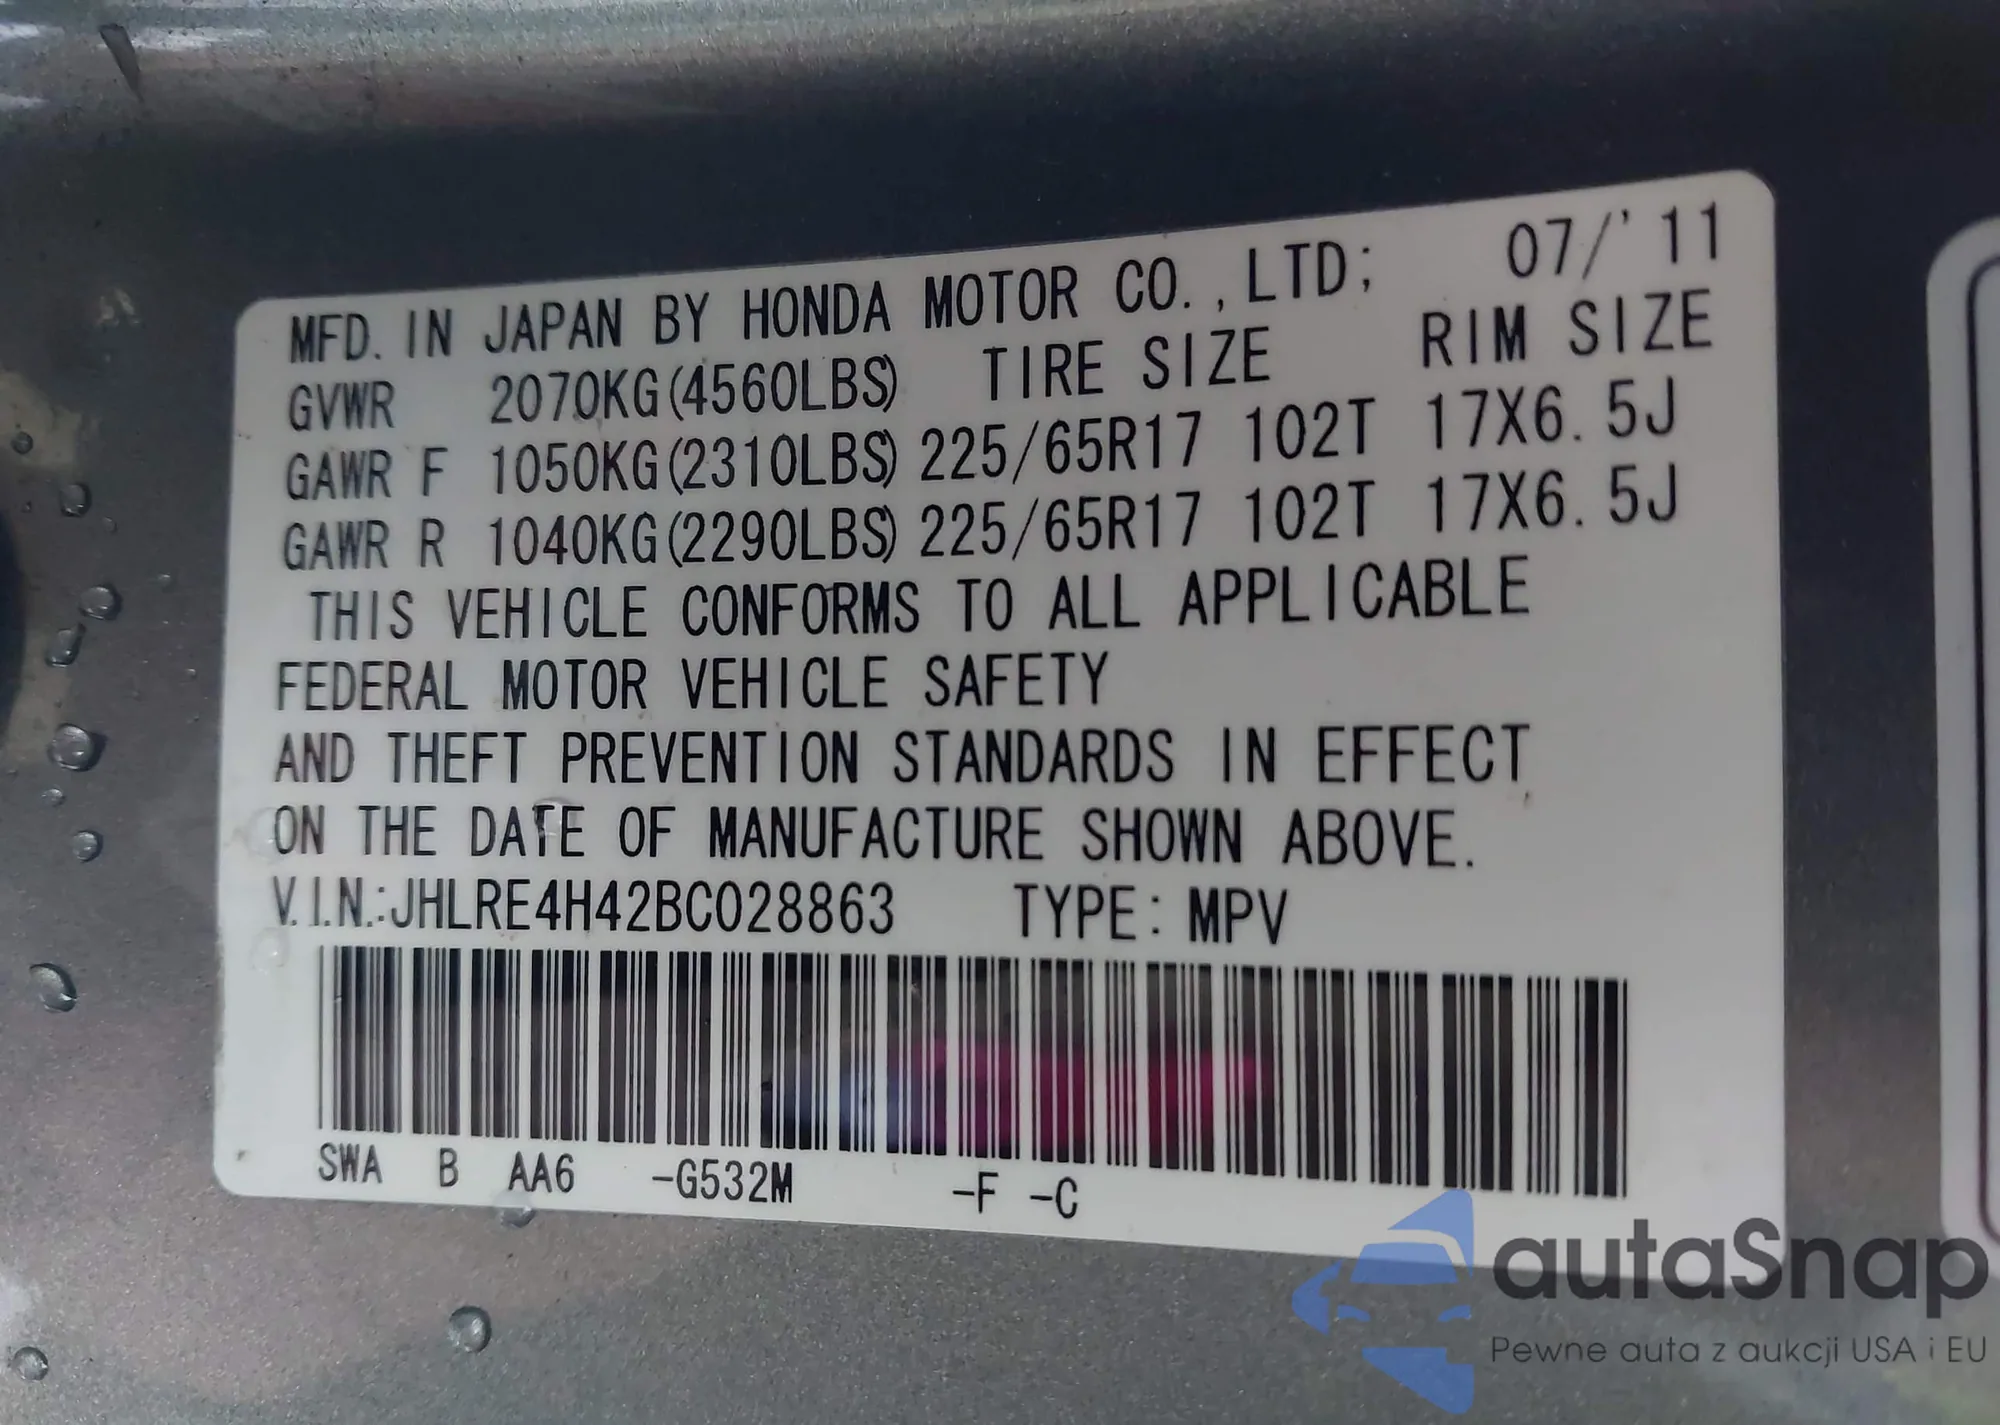 MFD. IN JAPAN BY HONDA MOTOR CO., LTD; 07/'11
GVWR 2070KG(4560LBS) TIRE SIZE RIM SIZE
GAWR F 1050KG(2310LBS) 225/65R17 102T 17X6.5J
GAWR R 1040KG(2290LBS) 225/65R17 102T 17X6.5J
THIS VEHICLE CONFORMS TO ALL APPLICABLE
FEDERAL MOTOR VEHICLE SAFETY
AND THEFT PREVENTION STANDARDS IN EFFECT
ON THE DATE OF MANUFACTURE SHOWN ABOVE.
V.I.N.:JHLRE4H42BC028863 TYPE: MPV
SWA B AA6 -G532M -F -C
autaSnap
Pewne auta z aukcji USA i EU